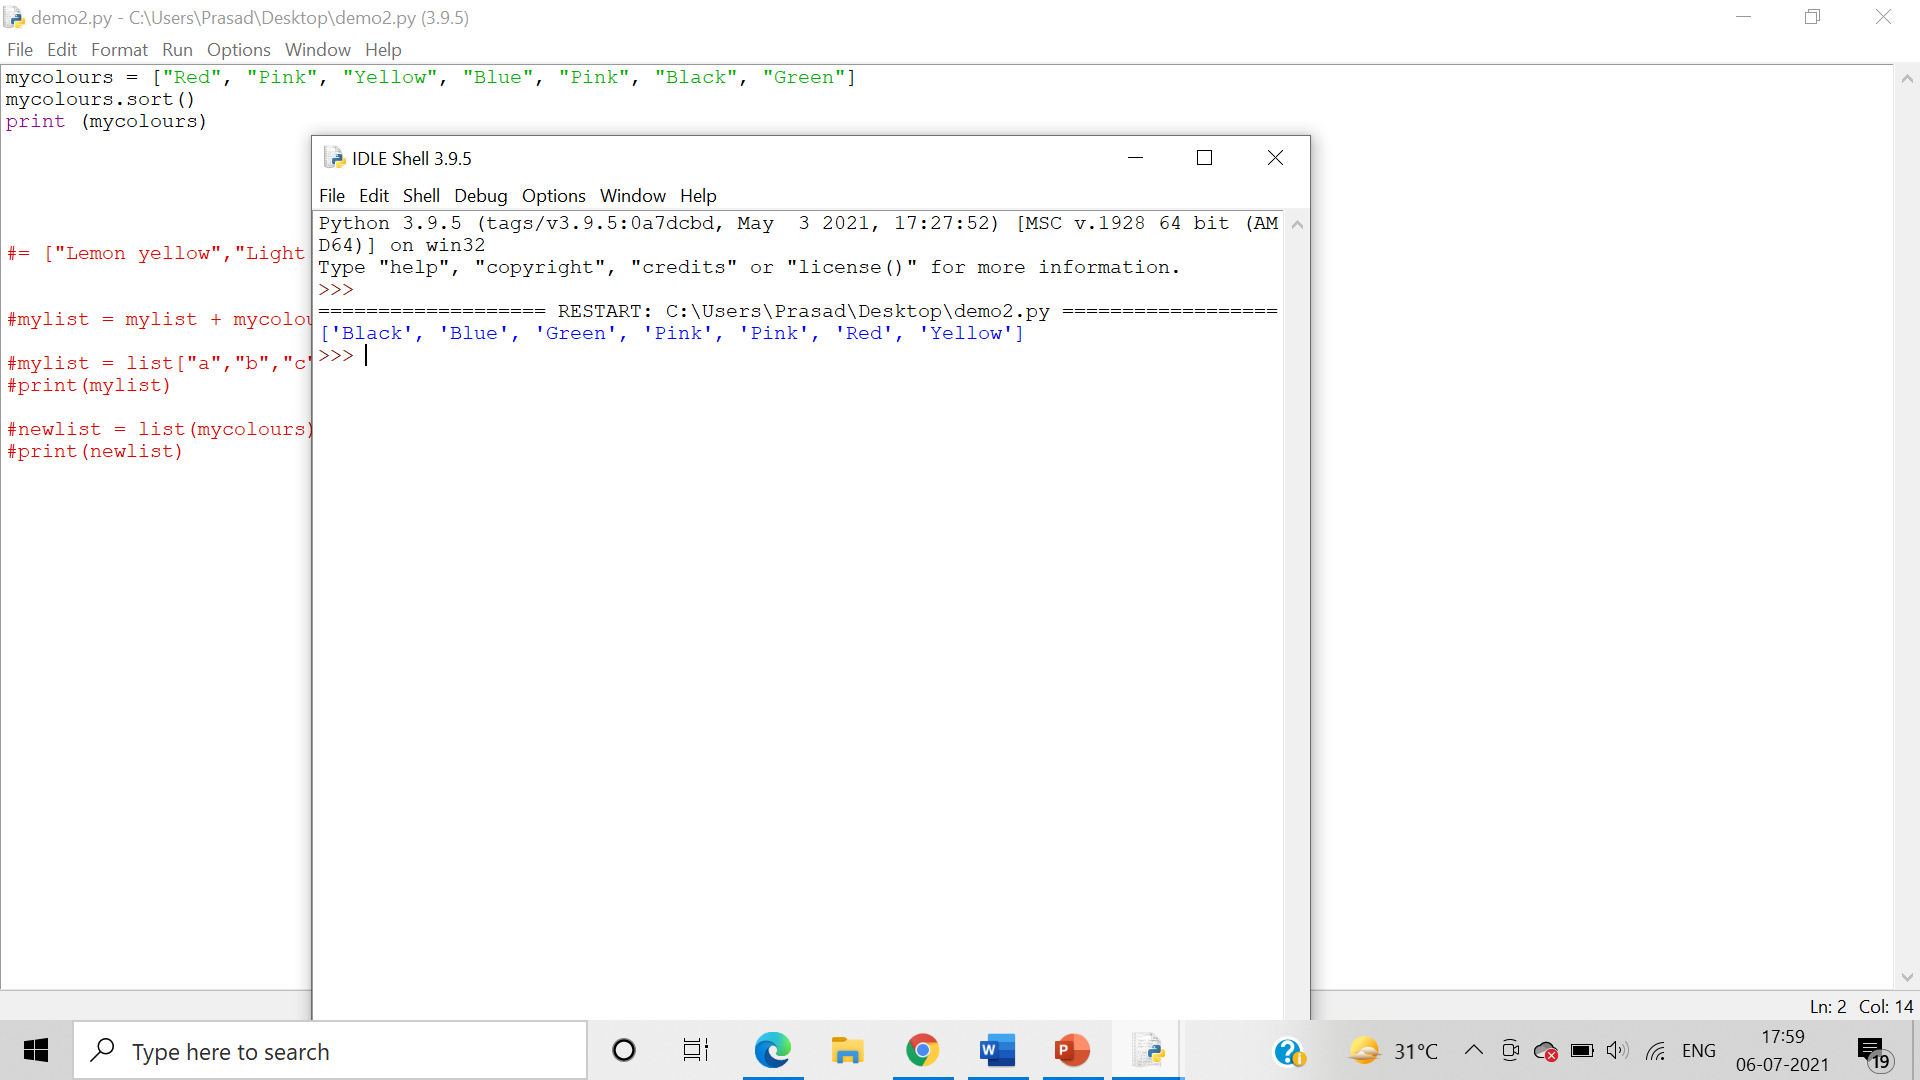 demo2.py - C:\Users\Prasad\Desktop\demo2.py (3.9.5)
File Edit Format Run Options Window Help
mycolours = ["Red", "Pink", "Yellow", "Blue", "Pink", "Black", "Green"]
mycolours.sort()
print (mycolours)
#= ["Lemon yellow","Light
#mylist = mylist + mycolou
#mylist = list["a","b","c"
#print(mylist)
#newlist = list(mycolours)
#print(newlist)
IDLE Shell 3.9.5
File Edit Shell Debug Options Window Help
Python 3.9.5 (tags/v3.9.5:0a7dcbd, May  3 2021, 17:27:52) [MSC v.1928 64 bit (AM
D64)] on win32
Type "help", "copyright", "credits" or "license()" for more information.
>>>
=================== RESTART: C:\Users\Prasad\Desktop\demo2.py ==================
['Black', 'Blue', 'Green', 'Pink', 'Pink', 'Red', 'Yellow']
>>>
Ln: 2 Col: 14
Type here to search
31°C
ENG
17:59
06-07-2021
19